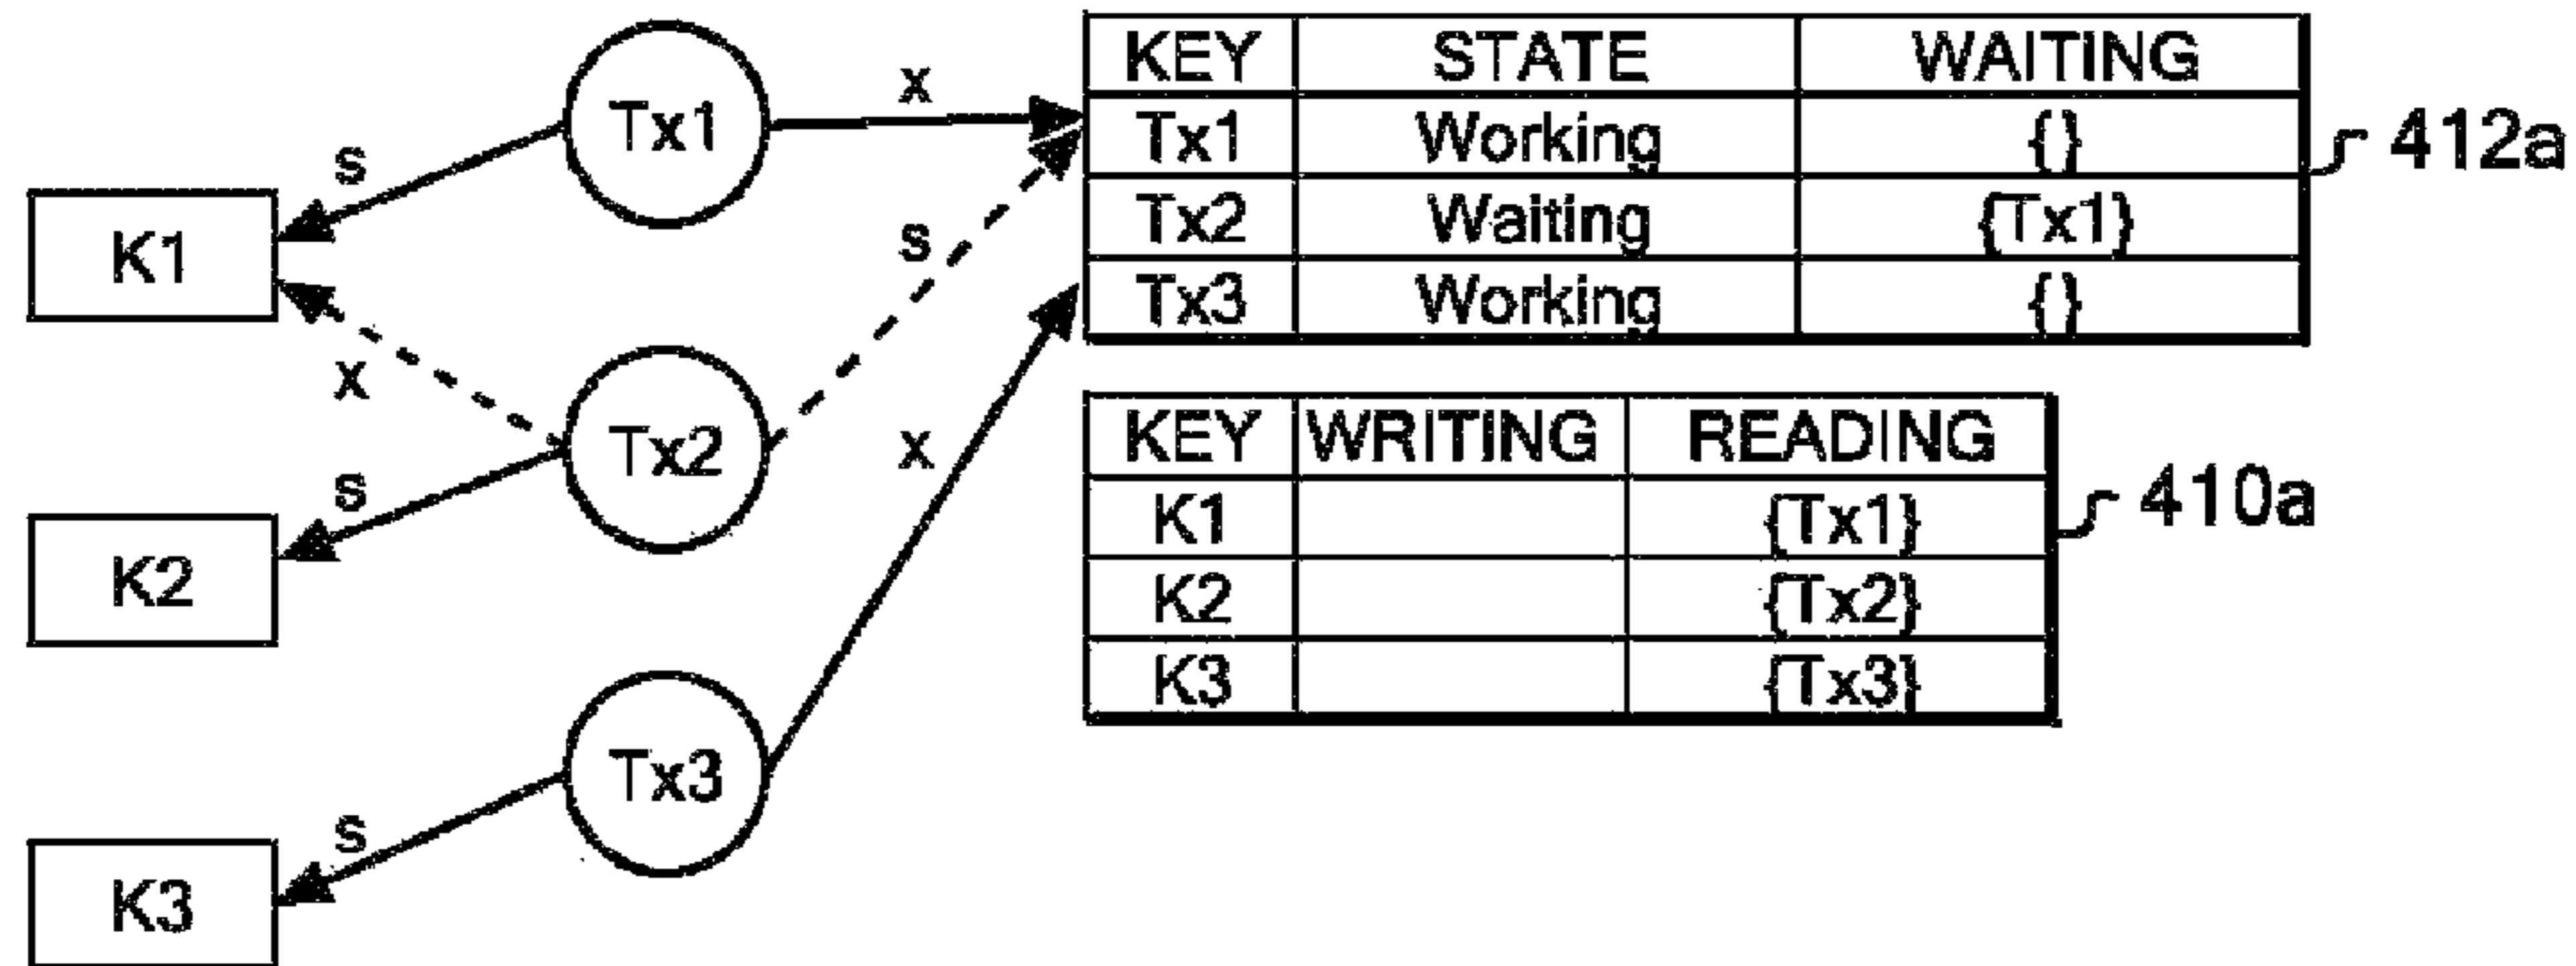 KEY STATE WAITING
Tx1 Working {}
Tx2 Waiting {Tx1}
Tx3 Working {}
412a
KEY WRITING READING
K1 {Tx1}
K2 {Tx2}
K3 {Tx3}
410a
Tx1
x
s
K1
s
x
Tx2
x
s
K2
Tx3
s
K3